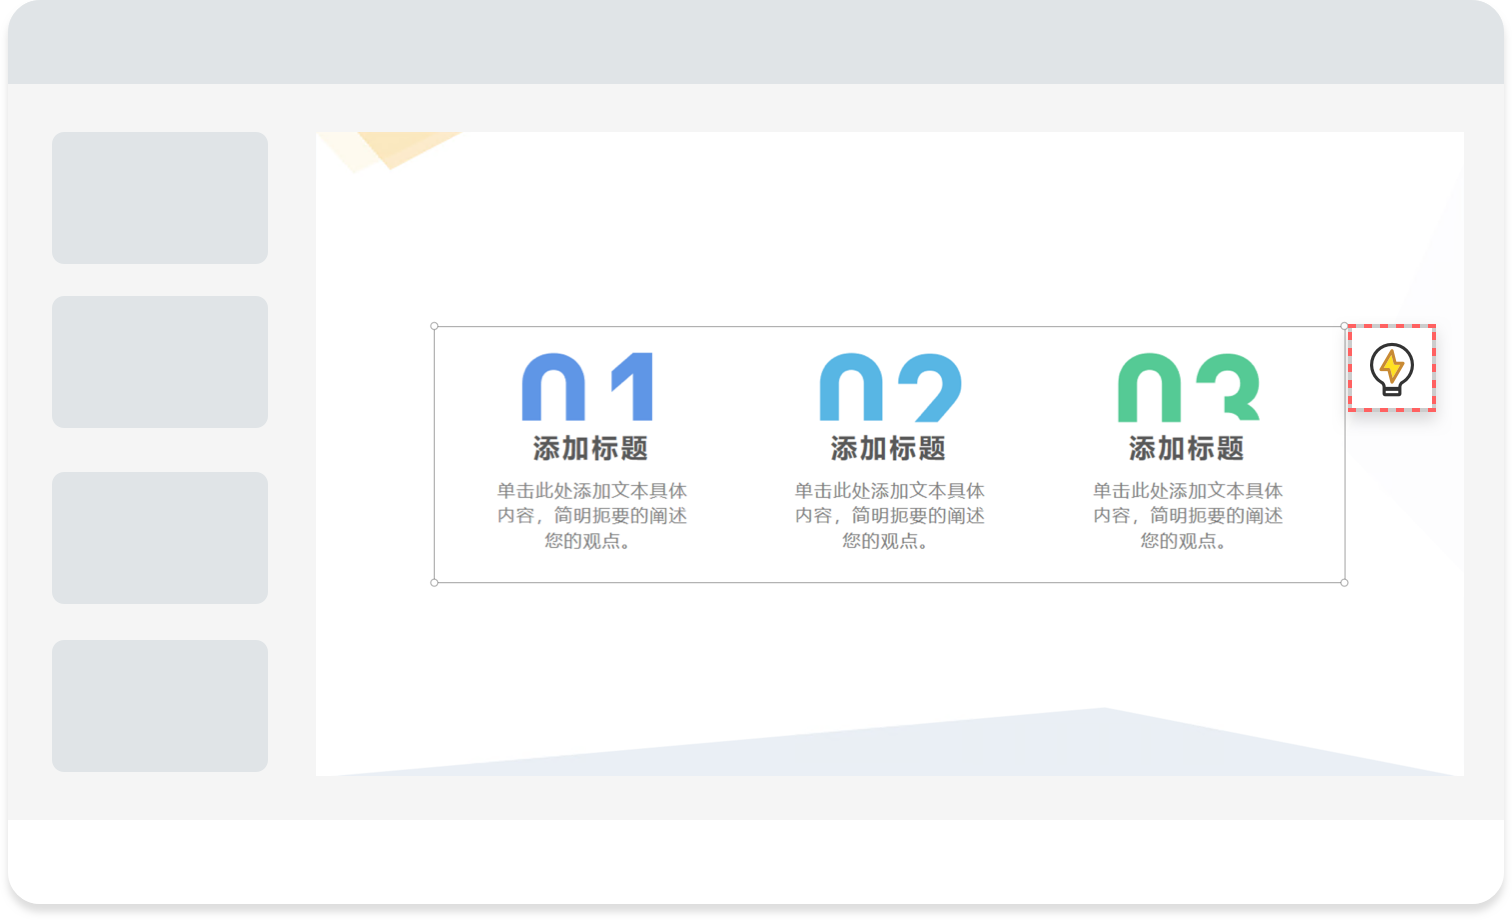 01 02 03
添加标题 添加标题 添加标题
单击此处添加文本具体 单击此处添加文本具体 单击此处添加文本具体
内容，简明扼要的阐述 内容，简明扼要的阐述 内容，简明扼要的阐述
您的观点。 您的观点。 您的观点。